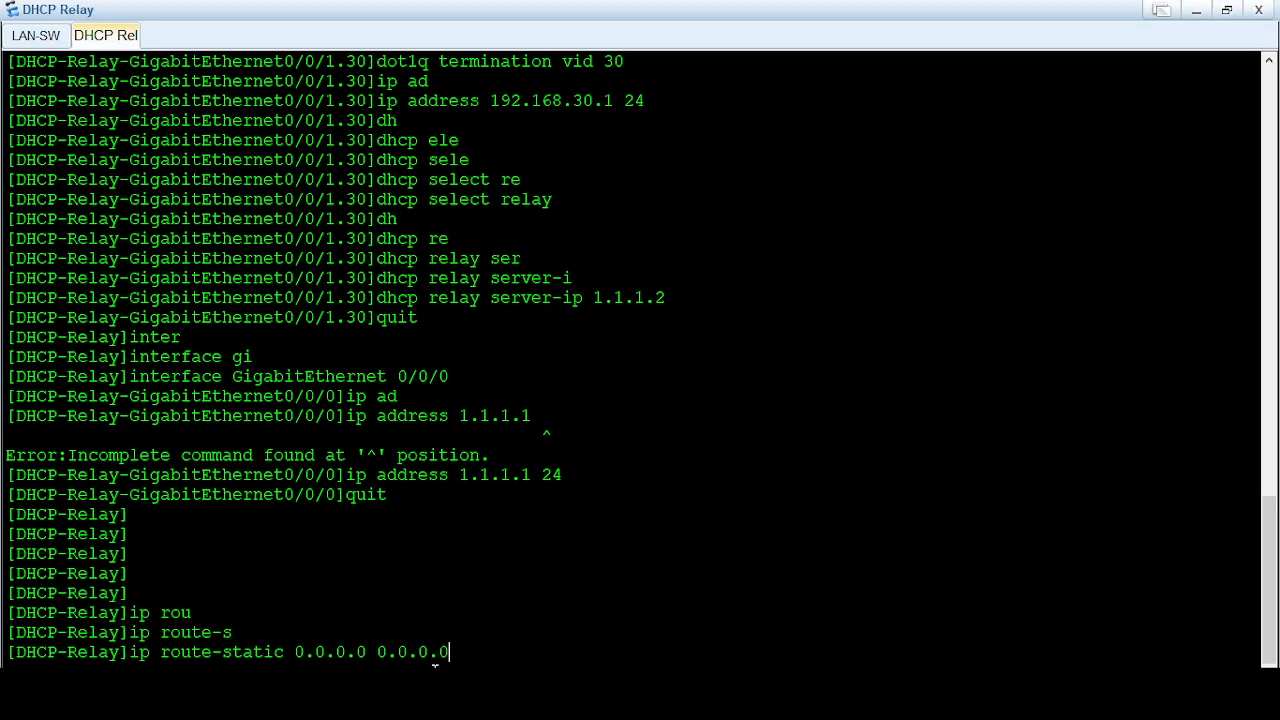 DHCP Relay
LAN-SW DHCP Rel
[DHCP-Relay-GigabitEthernet0/0/1.30]dot1q termination vid 30
[DHCP-Relay-GigabitEthernet0/0/1.30]ip ad
[DHCP-Relay-GigabitEthernet0/0/1.30]ip address 192.168.30.1 24
[DHCP-Relay-GigabitEthernet0/0/1.30]dh
[DHCP-Relay-GigabitEthernet0/0/1.30]dhcp ele
[DHCP-Relay-GigabitEthernet0/0/1.30]dhcp sele
[DHCP-Relay-GigabitEthernet0/0/1.30]dhcp select re
[DHCP-Relay-GigabitEthernet0/0/1.30]dhcp select relay
[DHCP-Relay-GigabitEthernet0/0/1.30]dh
[DHCP-Relay-GigabitEthernet0/0/1.30]dhcp re
[DHCP-Relay-GigabitEthernet0/0/1.30]dhcp relay ser
[DHCP-Relay-GigabitEthernet0/0/1.30]dhcp relay server-i
[DHCP-Relay-GigabitEthernet0/0/1.30]dhcp relay server-ip 1.1.1.2
[DHCP-Relay-GigabitEthernet0/0/1.30]quit
[DHCP-Relay]inter
[DHCP-Relay]interface gi
[DHCP-Relay]interface GigabitEthernet 0/0/0
[DHCP-Relay-GigabitEthernet0/0/0]ip ad
[DHCP-Relay-GigabitEthernet0/0/0]ip address 1.1.1.1
^
Error:Incomplete command found at '^' position.
[DHCP-Relay-GigabitEthernet0/0/0]ip address 1.1.1.1 24
[DHCP-Relay-GigabitEthernet0/0/0]quit
[DHCP-Relay]
[DHCP-Relay]
[DHCP-Relay]
[DHCP-Relay]
[DHCP-Relay]
[DHCP-Relay]ip rou
[DHCP-Relay]ip route-s
[DHCP-Relay]ip route-static 0.0.0.0 0.0.0.0